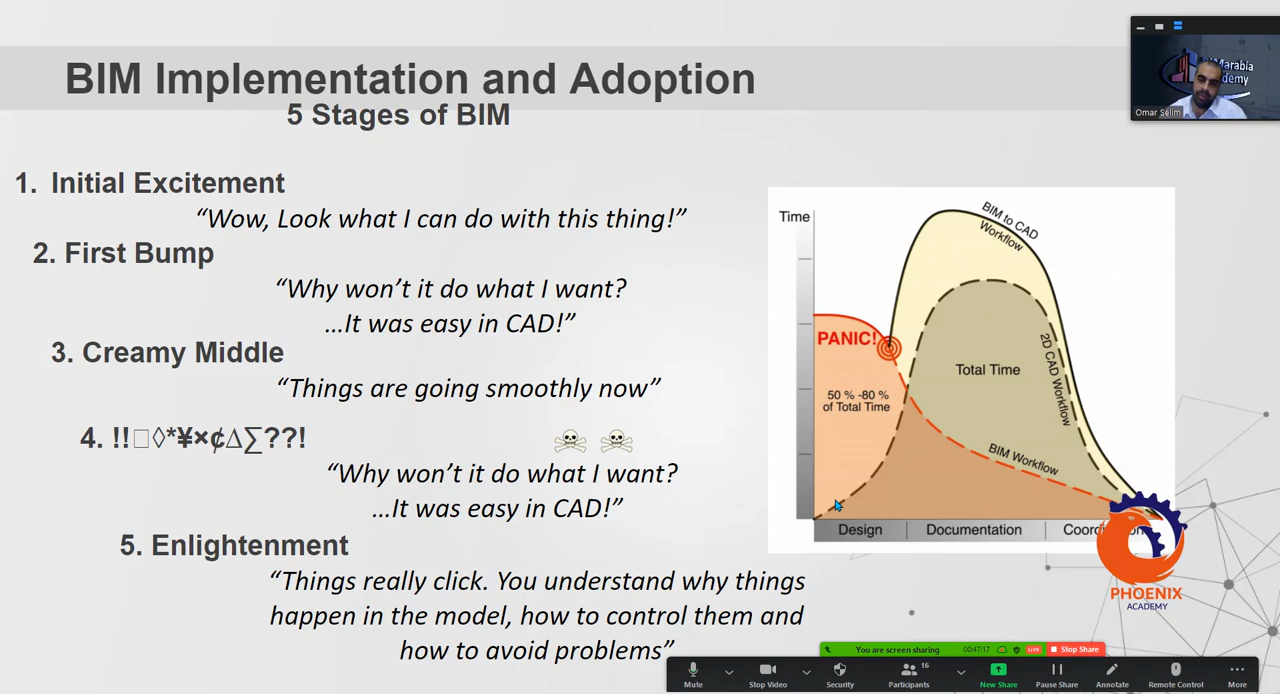 BIM Implementation and Adoption
5 Stages of BIM
1. Initial Excitement
“Wow, Look what I can do with this thing!”
2. First Bump
“Why won’t it do what I want?
...It was easy in CAD!”
3. Creamy Middle
“Things are going smoothly now”
4. !!□◊*¥×¢∆∑??!
“Why won’t it do what I want?
...It was easy in CAD!”
5. Enlightenment
“Things really click. You understand why things
happen in the model, how to control them and
how to avoid problems”
Time
BIM to CAD
Workflow
PANIC!
50 % -80 %
of Total Time
Total Time
2D CAD Workflow
BIM Workflow
Design
Documentation
PHOENIX
ACADEMY
Omar Selim
You are screen sharing
00:47:17
LIVE
Stop Share
Mute
Stop Video
Security
Participants
16
New Share
Pause Share
Annotate
Remote Control
More